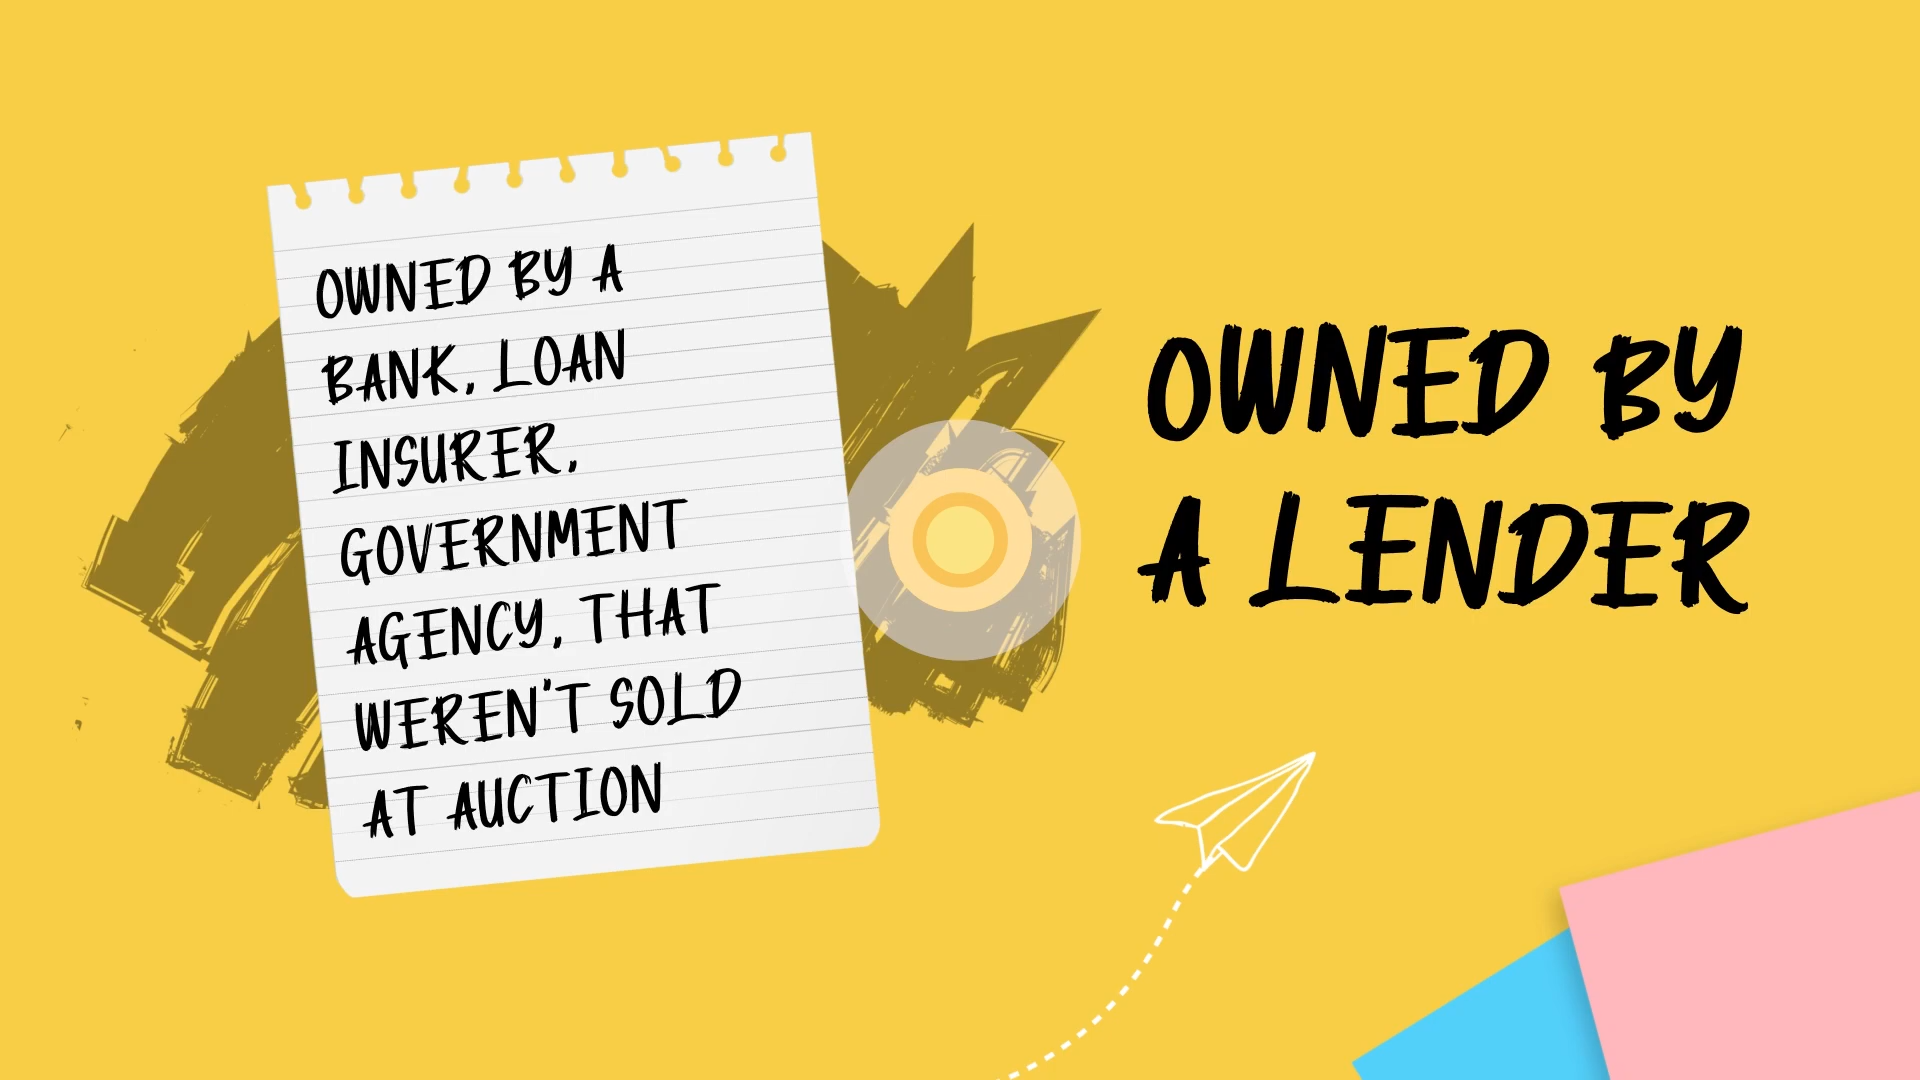 OWNED BY A
BANK, LOAN
INSURER,
GOVERNMENT
AGENCY, THAT
WEREN'T SOLD
AT AUCTION
OWNED BY
A LENDER